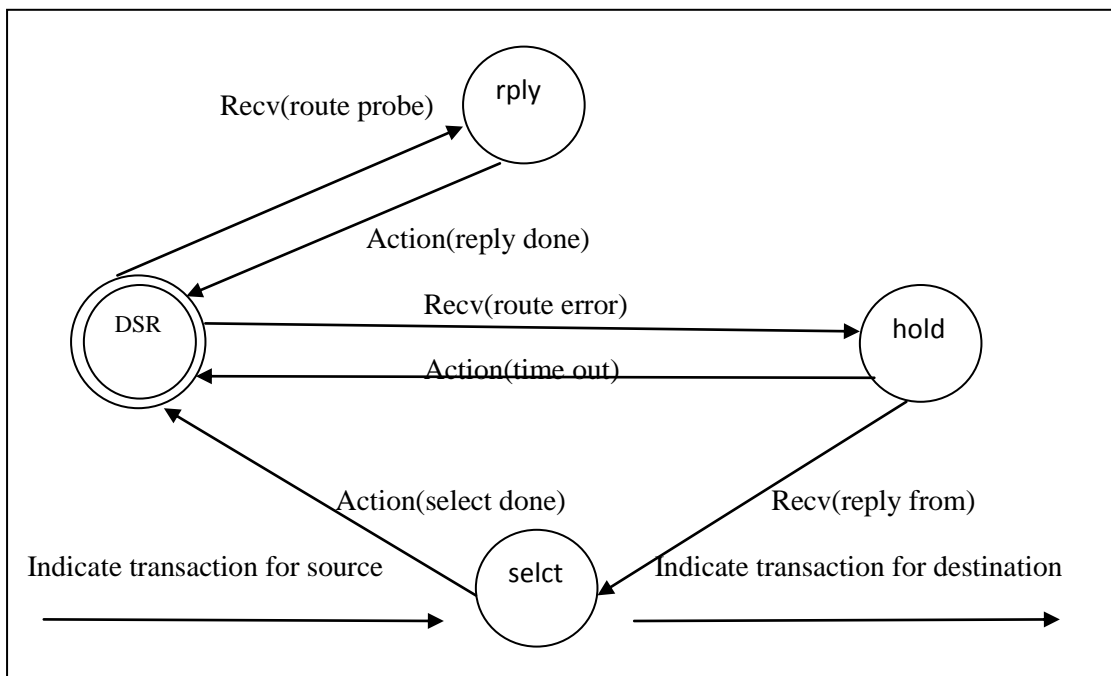 rply
Recv(route probe)
Action(reply done)
Recv(route error)
DSR
hold
Action(time out)
Action(select done)
Recv(reply from)
Indicate transaction for source
selct
Indicate transaction for destination